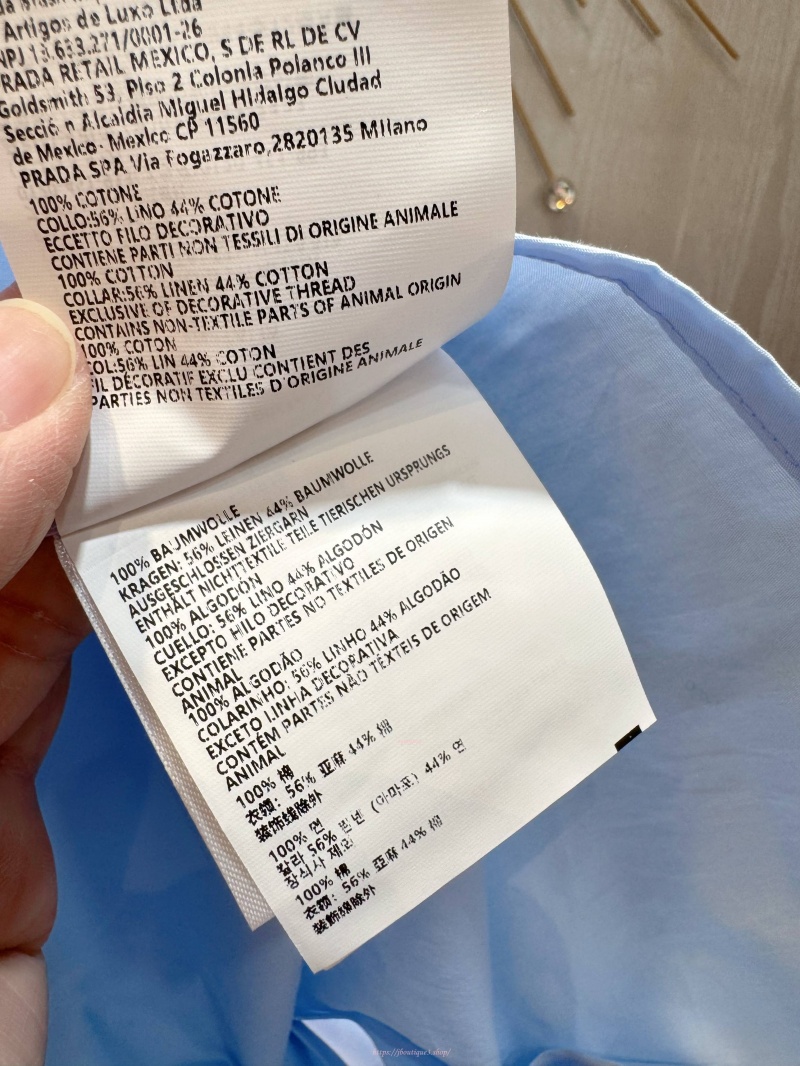 Artigos de Luxo Ltda
NPJ 13.633.271/0001-26
RADA RETAIL MEXICO, S DE RL DE CV
Goldsmith 53, Piso 2 Colonia Polanco III
Secció n Alcaldia Miguel Hidalgo Ciudad
de Mexico- Mexico CP 11560
PRADA SPA Via Fogazzaro,2820135 Milano
100% COTONE
COLLO:56% LINO 44% COTONE
ECCETTO FILO DECORATIVO
CONTIENE PARTI NON TESSILI DI ORIGINE ANIMALE
100% COTTON
COLLAR:56% LINEN 44% COTTON
EXCLUSIVE OF DECORATIVE THREAD
CONTAINS NON-TEXTILE PARTS OF ANIMAL ORIGIN
100% COTON
COL:56% LIN 44% COTON
FIL DÉCORATIF EXCLU CONTIENT DES
PARTIES NON TEXTILES D'ORIGINE ANIMALE
100% BAUMWOLLE
KRAGEN: 56% LEINEN 44% BAUMWOLLE
AUSGESCHLOSSEN ZIERGARN
ENTHÄLT NICHTTEXTILE TEILE TIERISCHEN URSPRUNGS
100% ALGODÓN
CUELLO: 56% LINO 44% ALGODÓN
EXCEPTO HILO DECORATIVO
CONTIENE PARTES NO TEXTILES DE ORIGEN
ANIMAL
100% ALGODÃO
COLARINHO: 56% LINHO 44% ALGODÃO
EXCETO LINHA DECORATIVA
CONTÉM PARTES NÃO TÊXTEIS DE ORIGEM
ANIMAL
100% 棉
衣领: 56% 亚麻 44% 棉
装饰线除外
100% 면
칼라 56% 린넨 (아마포) 44% 면
장식사 제외
100% 棉
衣領: 56% 亞麻 44% 棉
裝飾線除外
https://jboutique3.shop/